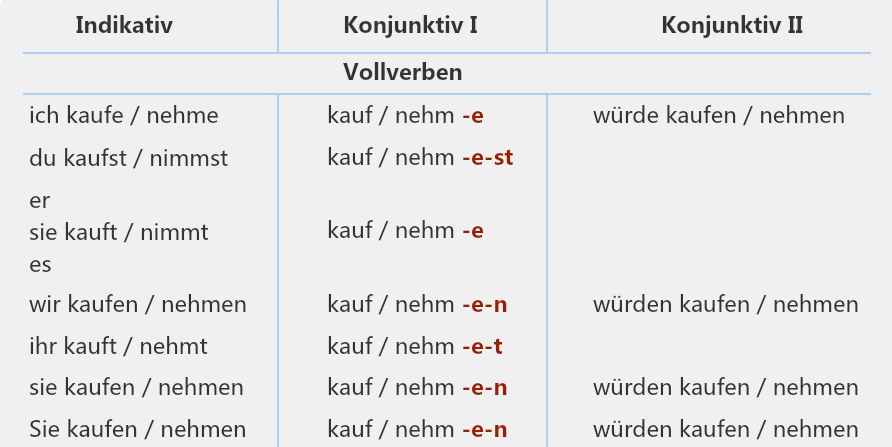 Indikativ Konjunktiv I Konjunktiv II
Vollverben
ich kaufe / nehme kauf / nehm -e würde kaufen / nehmen
du kaufst / nimmst kauf / nehm -e-st
er
sie kauft / nimmt kauf / nehm -e
es
wir kaufen / nehmen kauf / nehm -e-n würden kaufen / nehmen
ihr kauft / nehmt kauf / nehm -e-t
sie kaufen / nehmen kauf / nehm -e-n würden kaufen / nehmen
Sie kaufen / nehmen kauf / nehm -e-n würden kaufen / nehmen